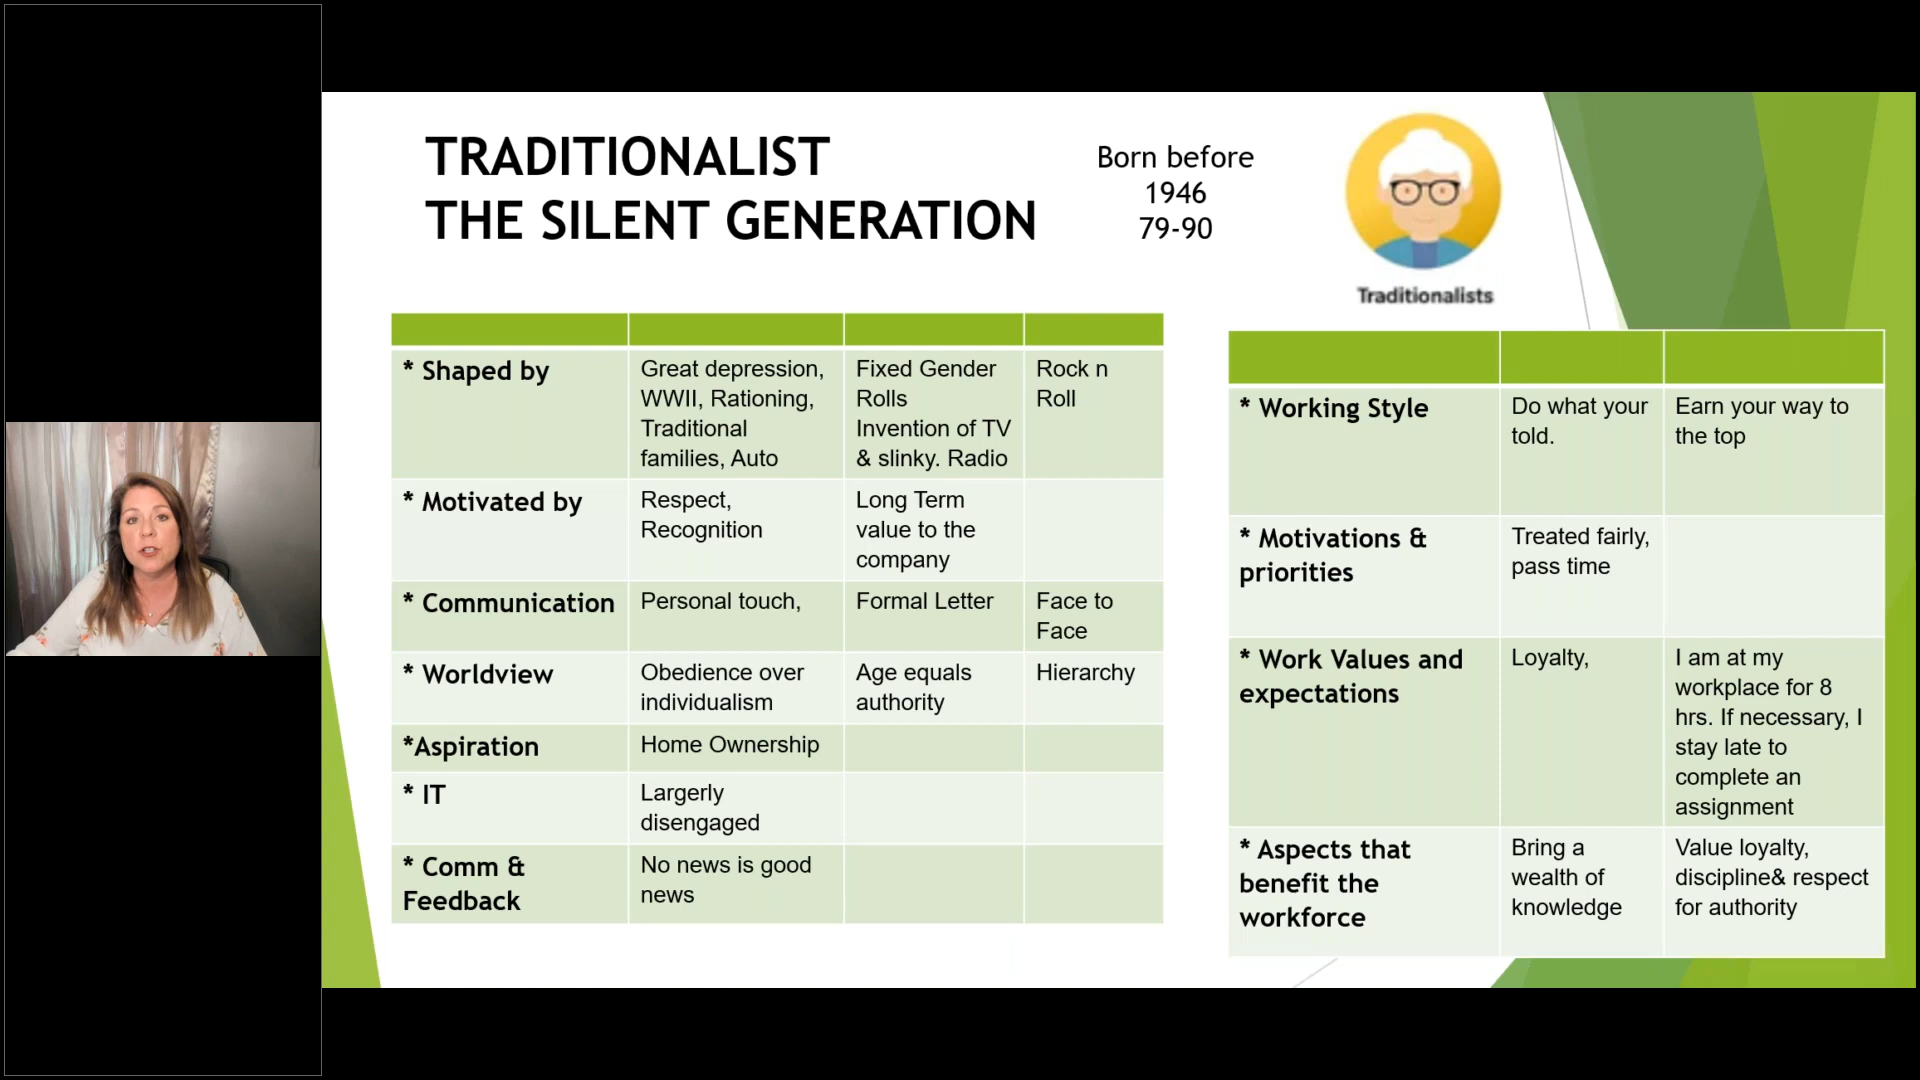 TRADITIONALIST
THE SILENT GENERATION
Born before
1946
79-90
Traditionalists
* Shaped by
Great depression,
WWII, Rationing,
Traditional
families, Auto
Fixed Gender
Rolls
Invention of TV
& slinky. Radio
Rock n
Roll
* Motivated by
Respect,
Recognition
Long Term
value to the
company
* Communication
Personal touch,
Formal Letter
Face to
Face
* Worldview
Obedience over
individualism
Age equals
authority
Hierarchy
*Aspiration
Home Ownership
* IT
Largerly
disengaged
* Comm &
Feedback
No news is good
news
* Working Style
Do what your
told.
Earn your way to
the top
* Motivations &
priorities
Treated fairly,
pass time
* Work Values and
expectations
Loyalty,
I am at my
workplace for 8
hrs. If necessary, I
stay late to
complete an
assignment
* Aspects that
benefit the
workforce
Bring a
wealth of
knowledge
Value loyalty,
discipline& respect
for authority